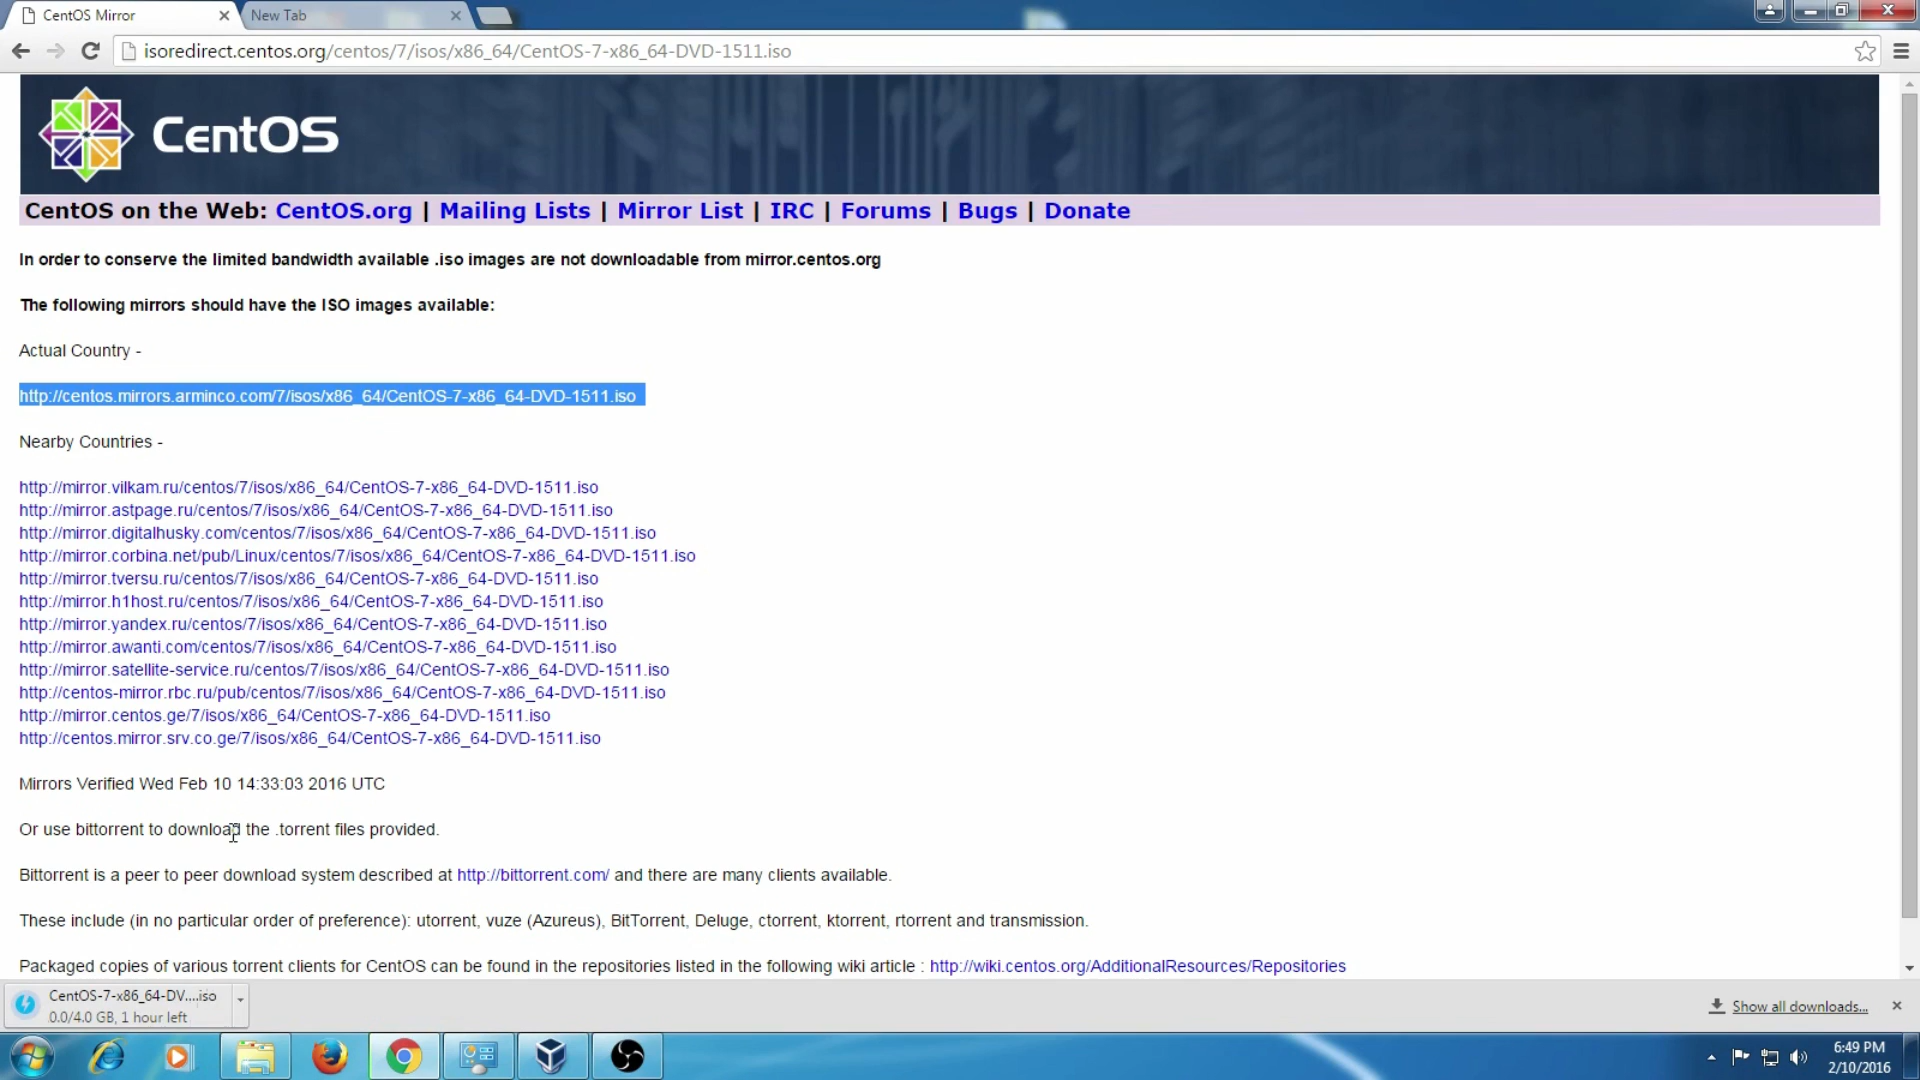 CentOS Mirror
New Tab
isoredirect.centos.org/centos/7/isos/x86_64/CentOS-7-x86_64-DVD-1511.iso
CentOS
CentOS on the Web: CentOS.org | Mailing Lists | Mirror List | IRC | Forums | Bugs | Donate
In order to conserve the limited bandwidth available .iso images are not downloadable from mirror.centos.org
The following mirrors should have the ISO images available:
Actual Country -
http://centos.mirrors.arminco.com/7/isos/x86_64/CentOS-7-x86_64-DVD-1511.iso
Nearby Countries -
http://mirror.vilkam.ru/centos/7/isos/x86_64/CentOS-7-x86_64-DVD-1511.iso
http://mirror.astpage.ru/centos/7/isos/x86_64/CentOS-7-x86_64-DVD-1511.iso
http://mirror.digitalhusky.com/centos/7/isos/x86_64/CentOS-7-x86_64-DVD-1511.iso
http://mirror.corbina.net/pub/Linux/centos/7/isos/x86_64/CentOS-7-x86_64-DVD-1511.iso
http://mirror.tversu.ru/centos/7/isos/x86_64/CentOS-7-x86_64-DVD-1511.iso
http://mirror.h1host.ru/centos/7/isos/x86_64/CentOS-7-x86_64-DVD-1511.iso
http://mirror.yandex.ru/centos/7/isos/x86_64/CentOS-7-x86_64-DVD-1511.iso
http://mirror.awanti.com/centos/7/isos/x86_64/CentOS-7-x86_64-DVD-1511.iso
http://mirror.satellite-service.ru/centos/7/isos/x86_64/CentOS-7-x86_64-DVD-1511.iso
http://centos-mirror.rbc.ru/pub/centos/7/isos/x86_64/CentOS-7-x86_64-DVD-1511.iso
http://mirror.centos.ge/7/isos/x86_64/CentOS-7-x86_64-DVD-1511.iso
http://centos.mirror.srv.co.ge/7/isos/x86_64/CentOS-7-x86_64-DVD-1511.iso
Mirrors Verified Wed Feb 10 14:33:03 2016 UTC
Or use bittorrent to download the .torrent files provided.
Bittorrent is a peer to peer download system described at http://bittorrent.com/ and there are many clients available.
These include (in no particular order of preference): utorrent, vuze (Azureus), BitTorrent, Deluge, ctorrent, ktorrent, rtorrent and transmission.
Packaged copies of various torrent clients for CentOS can be found in the repositories listed in the following wiki article : http://wiki.centos.org/AdditionalResources/Repositories
CentOS-7-x86_64-DV....iso
0.0/4.0 GB, 1 hour left
Show all downloads...
6:49 PM
2/10/2016